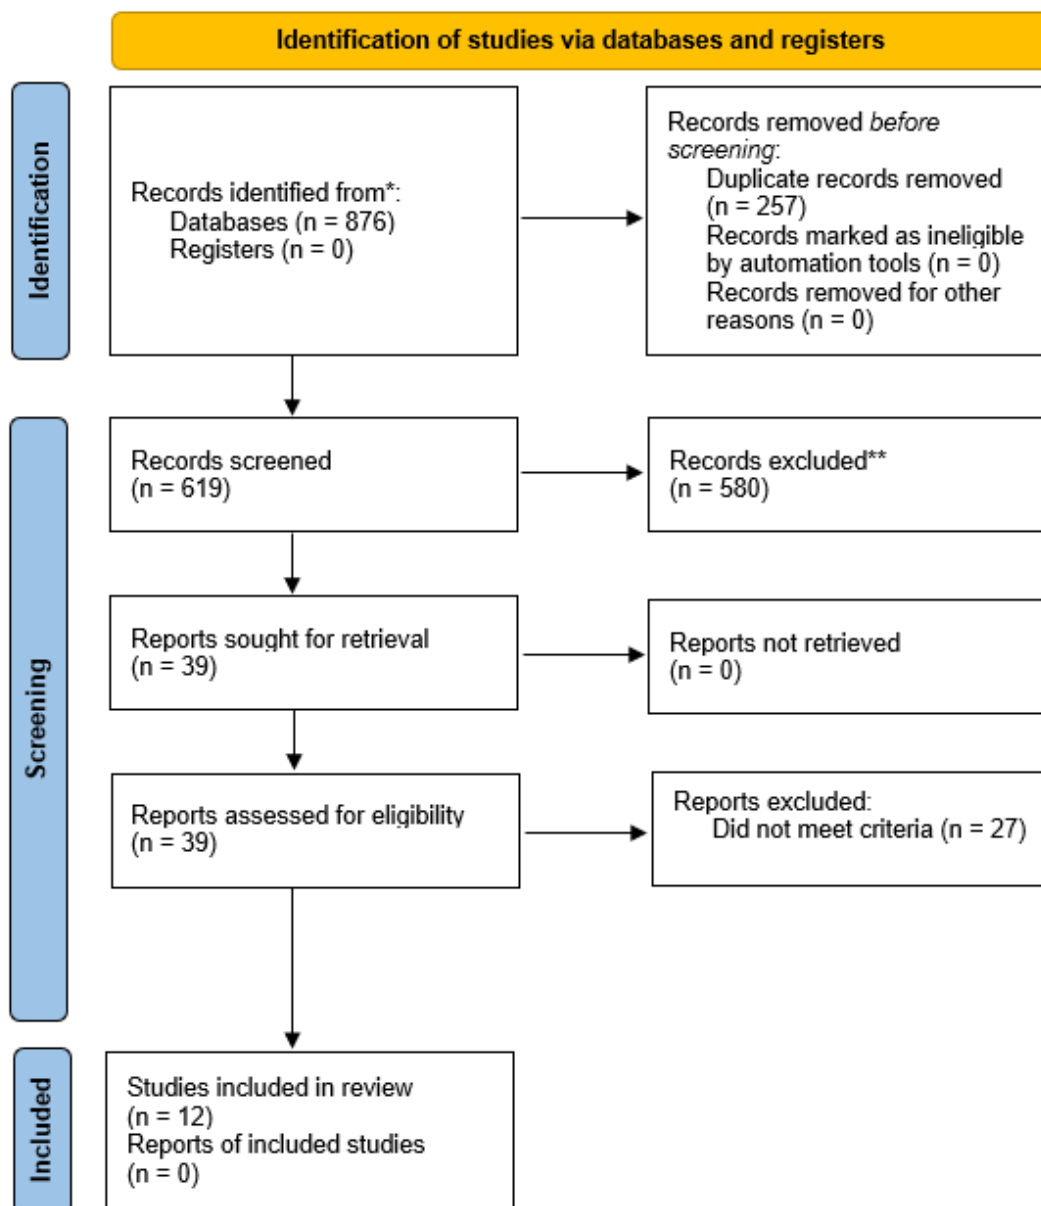 Identification of studies via databases and registers
Identification
Records identified from*:
Databases (n = 876)
Registers (n = 0)
Records removed before
screening:
Duplicate records removed
(n = 257)
Records marked as ineligible
by automation tools (n = 0)
Records removed for other
reasons (n = 0)
Screening
Records screened
(n = 619)
Records excluded**
(n = 580)
Reports sought for retrieval
(n = 39)
Reports not retrieved
(n = 0)
Reports assessed for eligibility
(n = 39)
Reports excluded:
Did not meet criteria (n = 27)
Included
Studies included in review
(n = 12)
Reports of included studies
(n = 0)